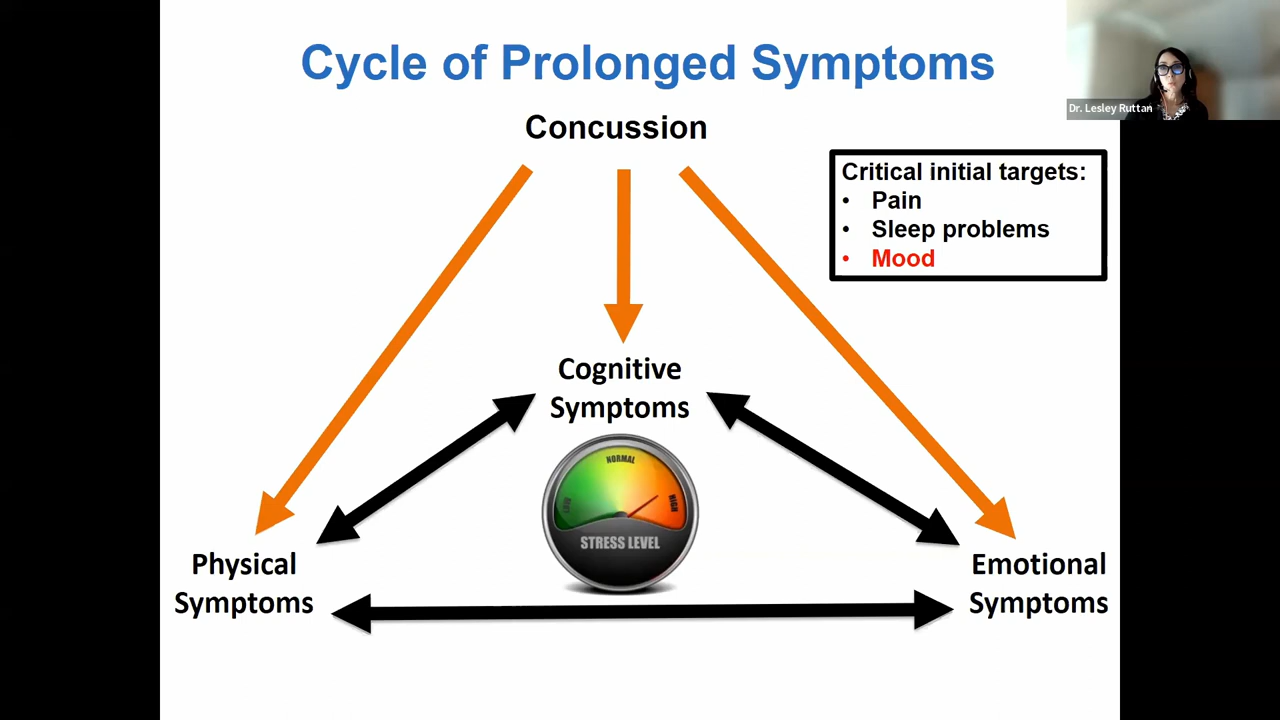 Cycle of Prolonged Symptoms
Dr. Lesley Ruttan
Concussion
Critical initial targets:
• Pain
• Sleep problems
• Mood
Cognitive
Symptoms
NORMAL
LOW
HIGH
STRESS LEVEL
Physical
Symptoms
Emotional
Symptoms